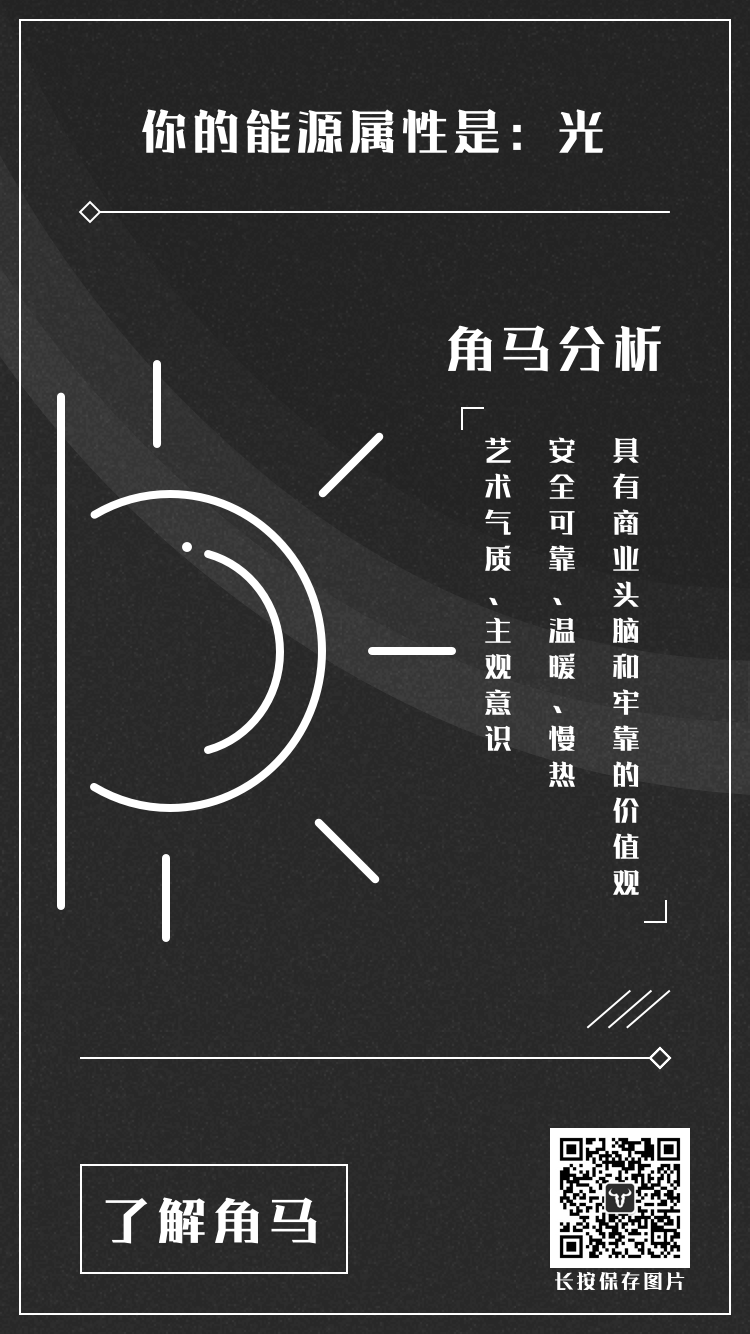 你的能源属性是：光
角马分析
具有商业头脑和牢靠的价值观
安全可靠、温暖、慢热
艺术气质、主观意识
了解角马
长按保存图片